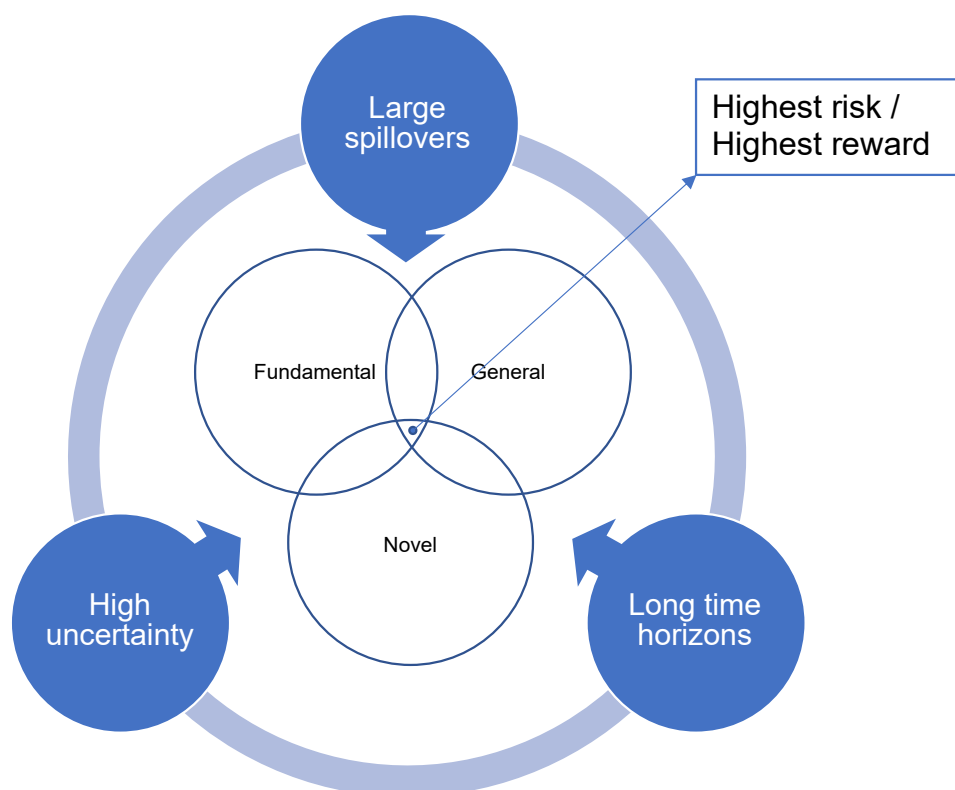 Large
spillovers
Highest risk /
Highest reward
Fundamental
General
Novel
High
uncertainty
Long time
horizons